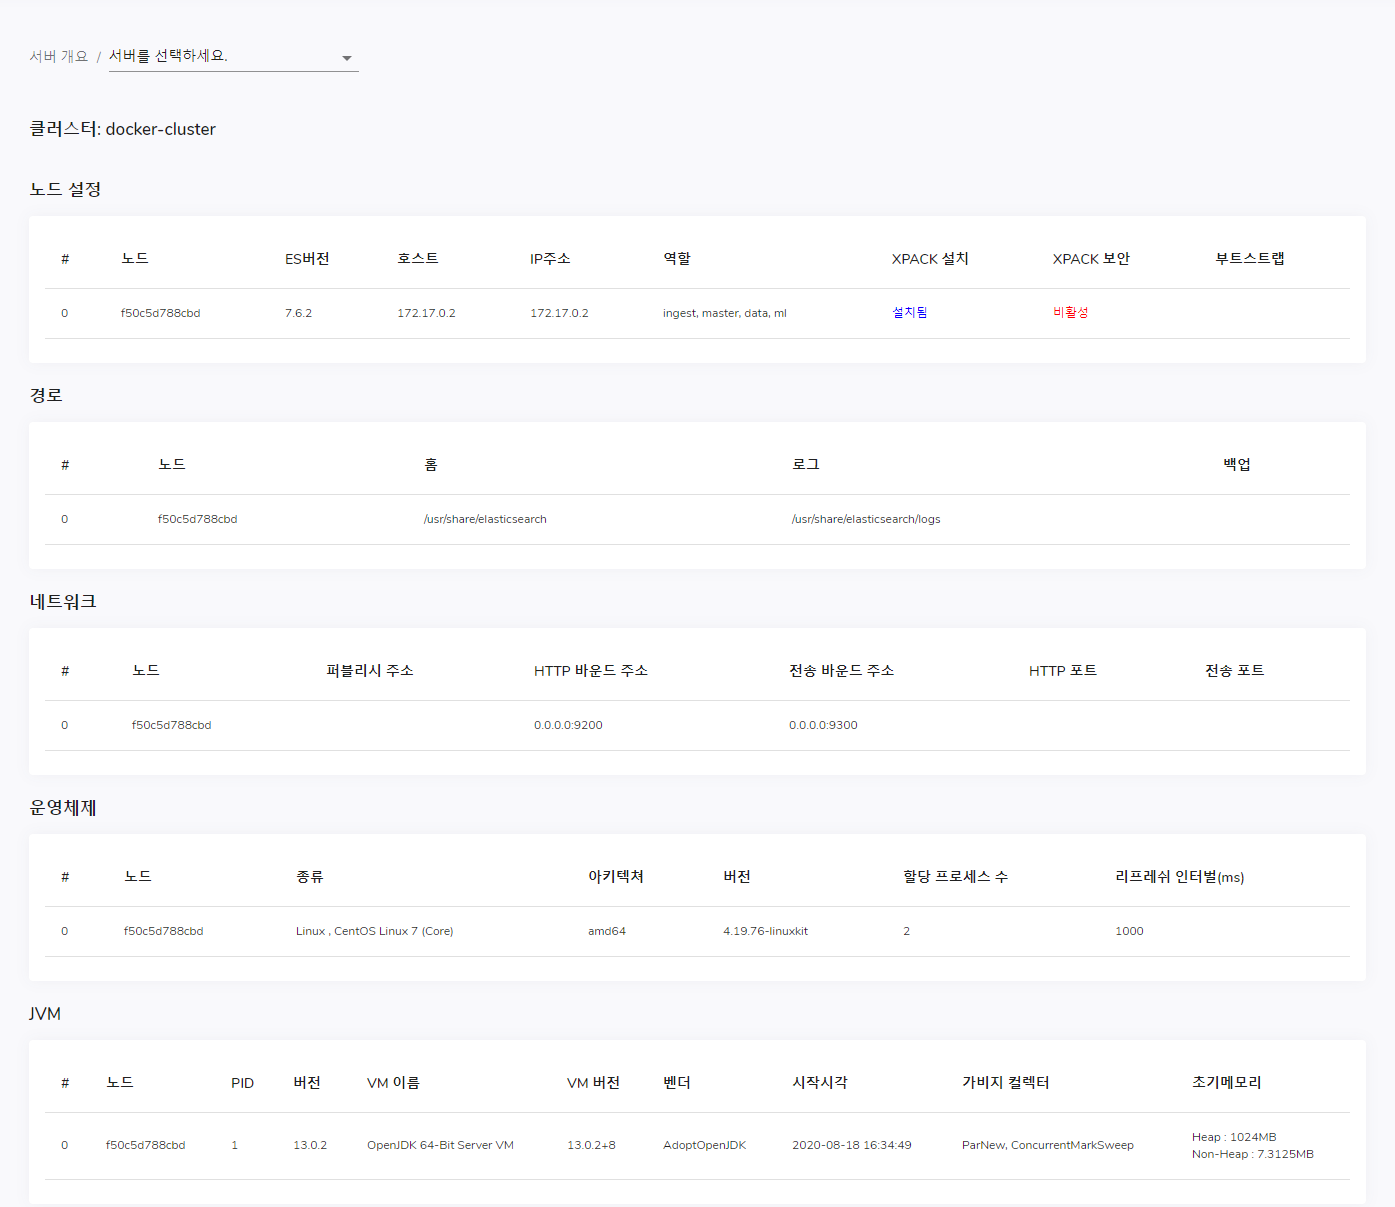 서버 개요 / 서버를 선택하세요.
클러스터: docker-cluster
노드 설정
# 노드 ES버전 호스트 IP주소 역할 XPACK 설치 XPACK 보안 부트스트랩
0 f50c5d788cbd 7.6.2 172.17.0.2 172.17.0.2 ingest, master, data, ml 설치됨 비활성
경로
# 노드 홈 로그 백업
0 f50c5d788cbd /usr/share/elasticsearch /usr/share/elasticsearch/logs
네트워크
# 노드 퍼블리시 주소 HTTP 바운드 주소 전송 바운드 주소 HTTP 포트 전송 포트
0 f50c5d788cbd 0.0.0.0:9200 0.0.0.0:9300
운영체제
# 노드 종류 아키텍쳐 버전 할당 프로세스 수 리프레쉬 인터벌(ms)
0 f50c5d788cbd Linux , CentOS Linux 7 (Core) amd64 4.19.76-linuxkit 2 1000
JVM
# 노드 PID 버전 VM 이름 VM 버전 벤더 시작시각 가비지 컬렉터 초기메모리
0 f50c5d788cbd 1 13.0.2 OpenJDK 64-Bit Server VM 13.0.2+8 AdoptOpenJDK 2020-08-18 16:34:49 ParNew, ConcurrentMarkSweep Heap : 1024MB
Non-Heap : 7.3125MB